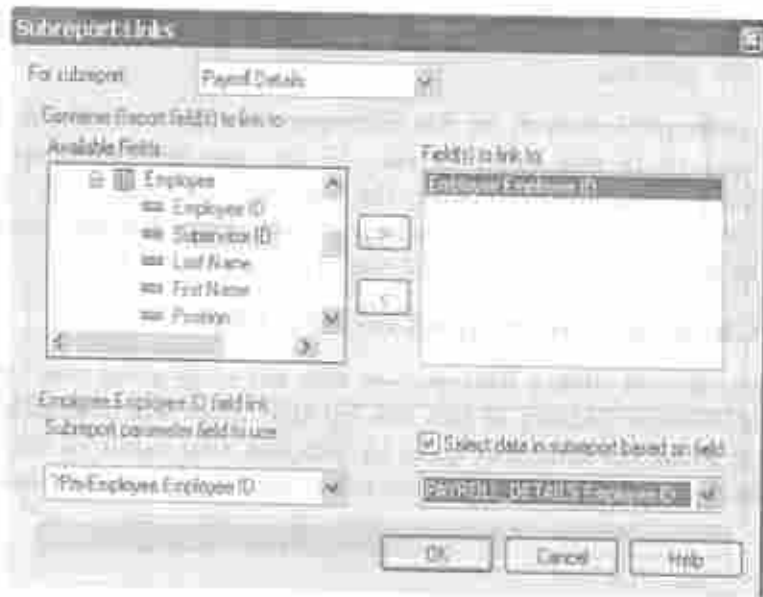 Subreport Links
For subreport:
Payroll Details
Container Report field(s) to link to:
Available Fields:
Field(s) to link to:
Employee
Employee ID
Supervisor ID
Last Name
First Name
Position
Employee.Employee ID
>
<
Employee.Employee ID field link
Subreport parameter field to use:
Select data in subreport based on field:
?Pm-Employee.Employee ID
PAYROLL_DETAILS.Employee ID
OK
Cancel
Help